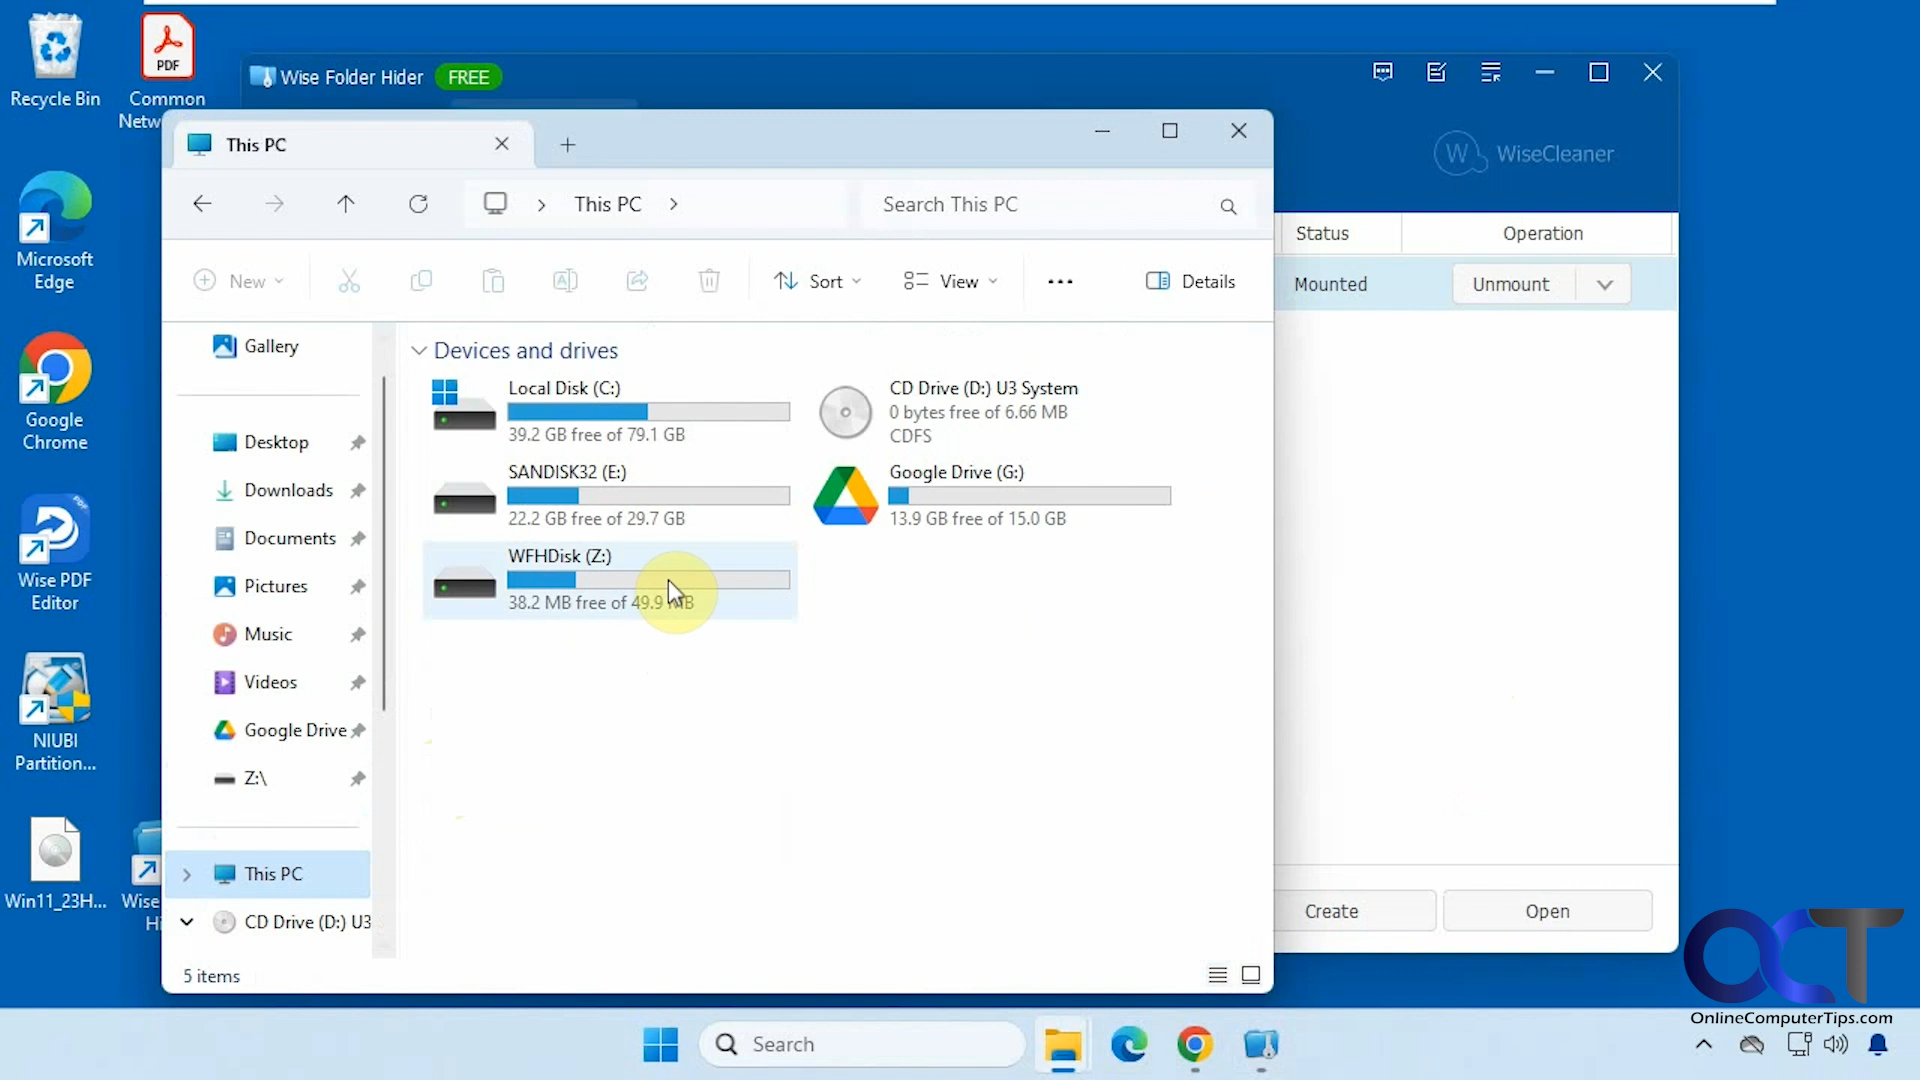 Recycle Bin
PDF
Common
Netw
Microsoft
Edge
Google
Chrome
PDF
Wise PDF
Editor
NIUBI
Partition...
Win11_23H...
Wise
Hi
Wise Folder Hider
FREE
W
WiseCleaner
Status
Operation
Mounted
Unmount
Create
Open
This PC
This PC
Search This PC
New
Sort
View
Details
Gallery
Desktop
Downloads
Documents
Pictures
Music
Videos
Google Drive
Z:\
This PC
CD Drive (D:) U3
Devices and drives
Local Disk (C:)
39.2 GB free of 79.1 GB
CD Drive (D:) U3 System
0 bytes free of 6.66 MB
CDFS
SANDISK32 (E:)
22.2 GB free of 29.7 GB
Google Drive (G:)
13.9 GB free of 15.0 GB
WFHDisk (Z:)
38.2 MB free of 49.9 MB
5 items
OCT
OnlineComputerTips.com
Search